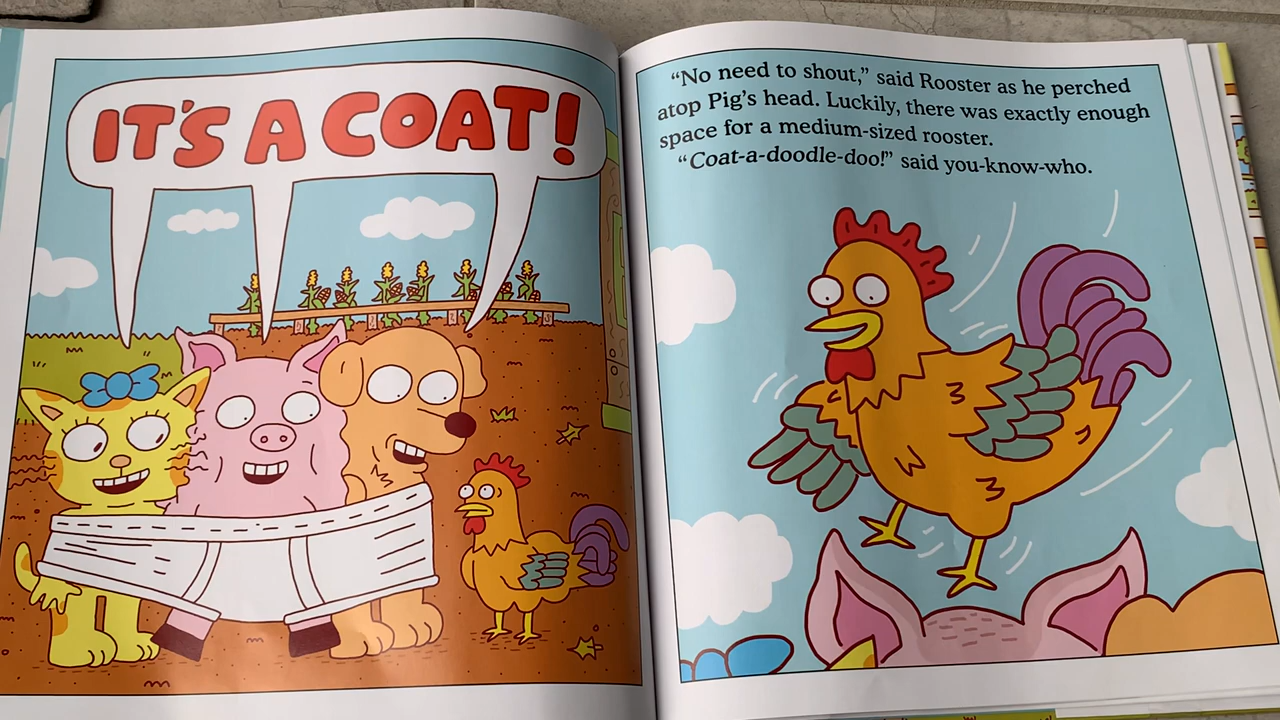 IT'S A COAT!
“No need to shout,” said Rooster as he perched
atop Pig's head. Luckily, there was exactly enough
space for a medium-sized rooster.
“Coat-a-doodle-doo!” said you-know-who.